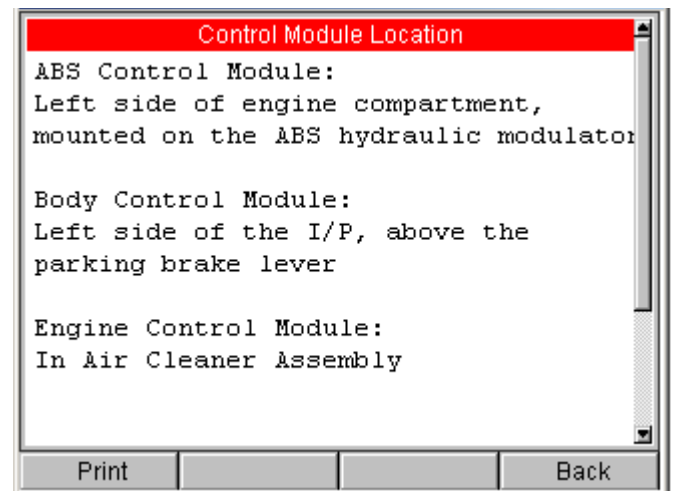 Control Module Location
ABS Control Module:
Left side of engine compartment,
mounted on the ABS hydraulic modulator
Body Control Module:
Left side of the I/P, above the
parking brake lever
Engine Control Module:
In Air Cleaner Assembly
Print
Back